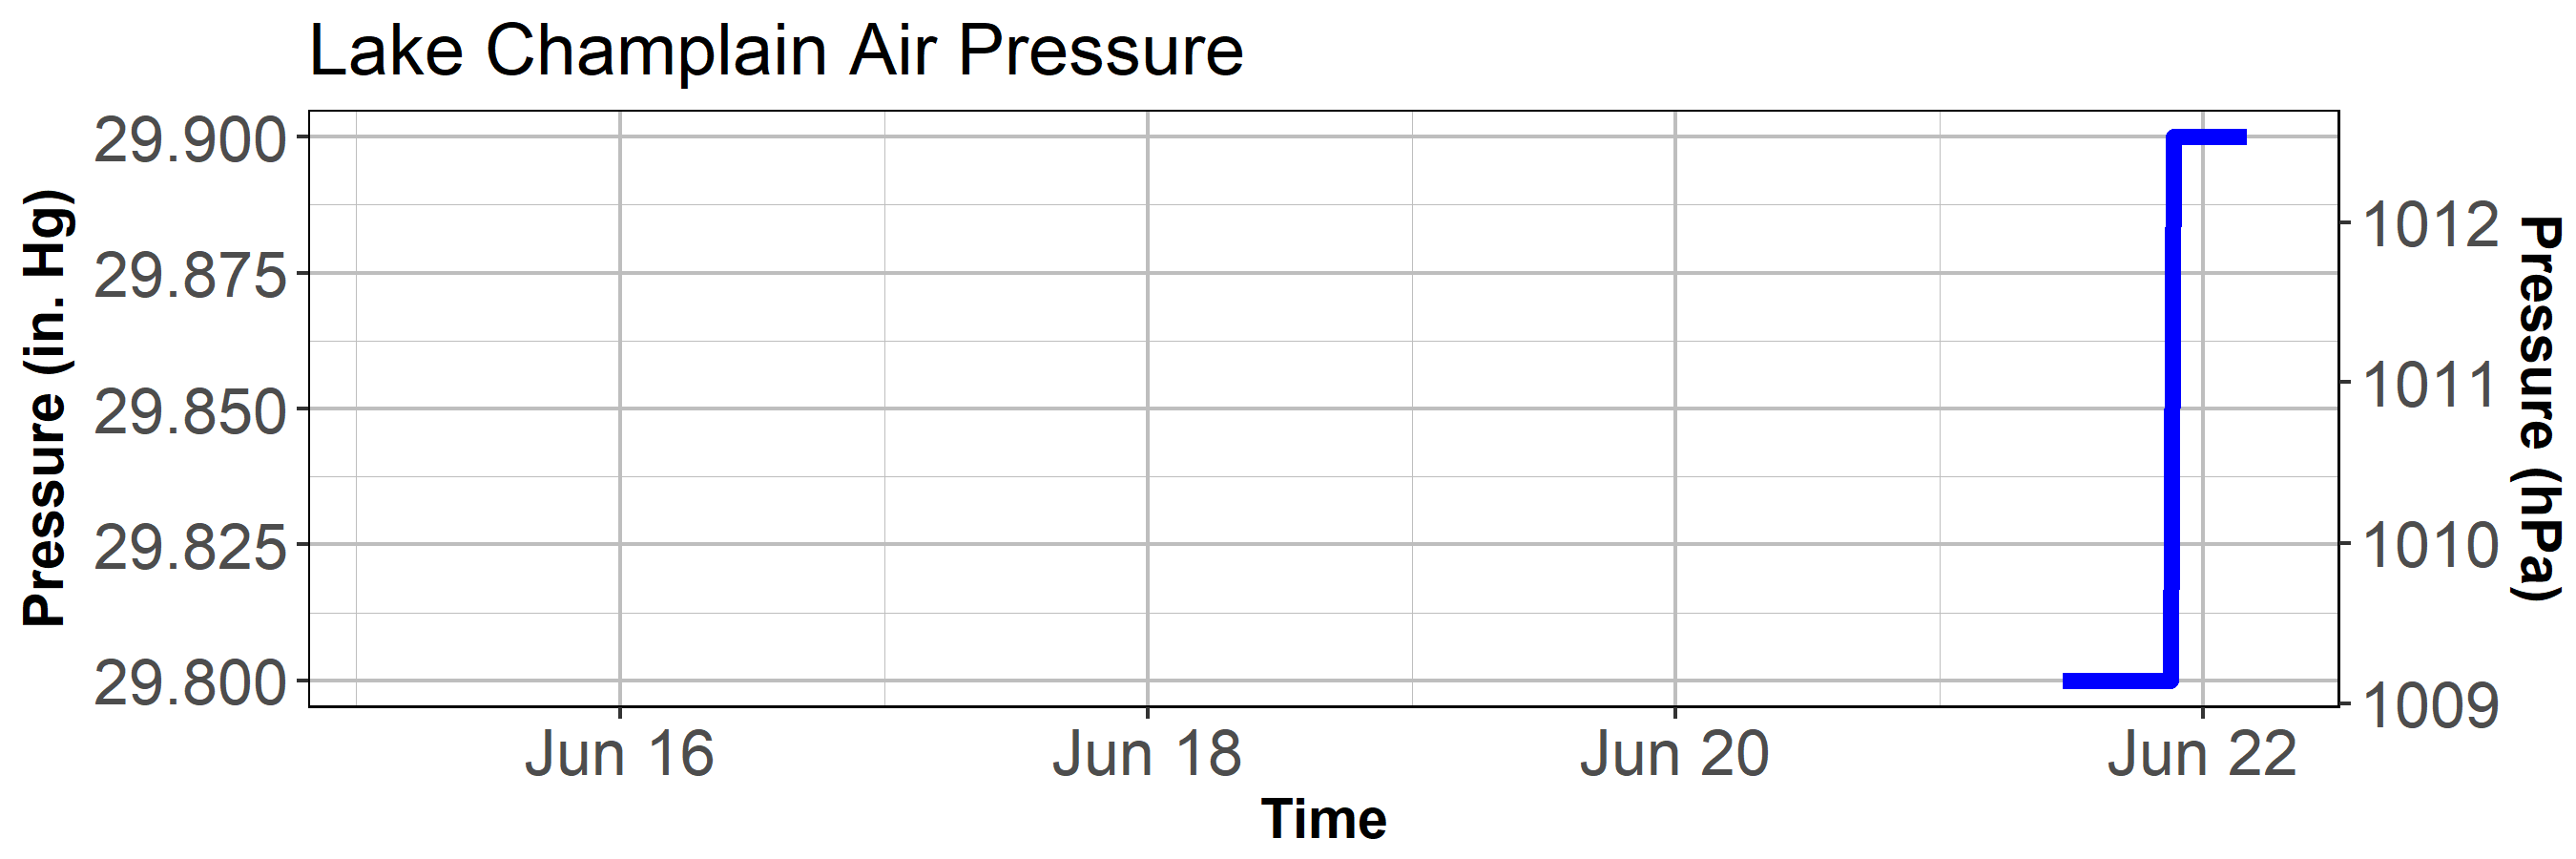 Lake Champlain Air Pressure
Pressure (in. Hg)
29.900
29.875
29.850
29.825
29.800
1012
1011
1010
1009
Pressure (hPa)
Jun 16 Jun 18 Jun 20 Jun 22
Time